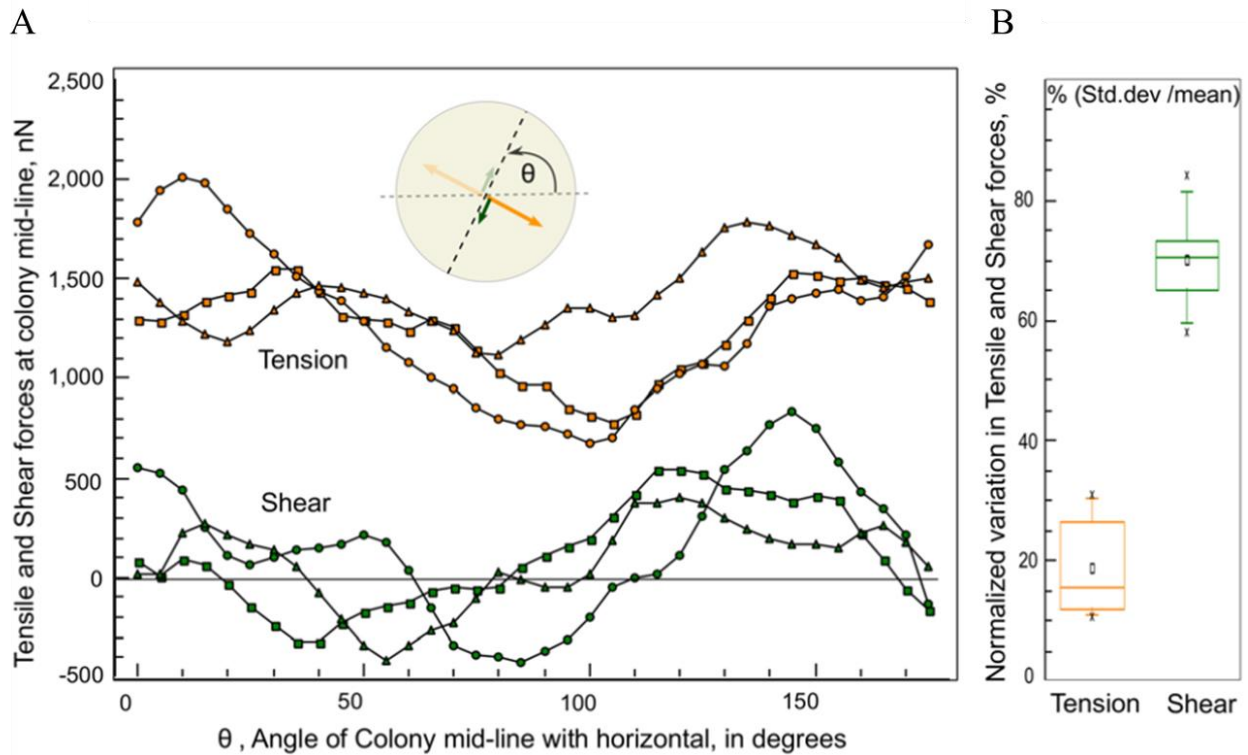 A
Tensile and Shear forces at colony mid-line, nN
2,500
2,000
1,500
1,000
500
0
-500
θ
Tension
Shear
0
50
100
150
θ , Angle of Colony mid-line with horizontal, in degrees
B
Normalized variation in Tensile and Shear forces, %
% (Std.dev /mean)
80
60
40
20
0
Tension
Shear